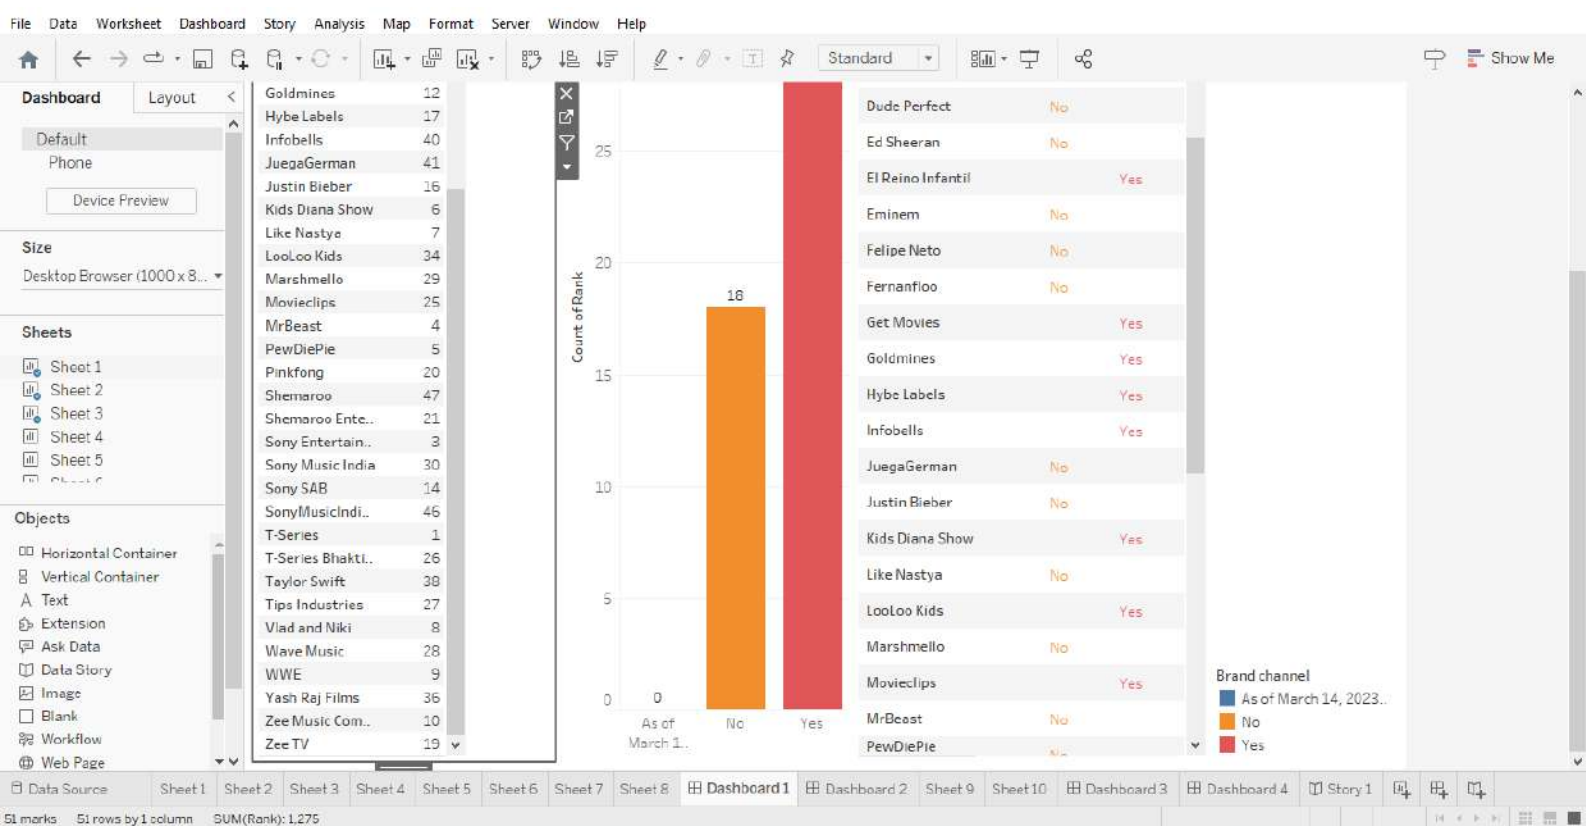 File Data Worksheet Dashboard Story Analysis Map Format Server Window Help
Standard
Show Me
Dashboard Layout <
Default
Phone
Device Preview
Size
Desktop Browser (1000 x 8...
Sheets
Sheet 1
Sheet 2
Sheet 3
Sheet 4
Sheet 5
Objects
Horizontal Container
Vertical Container
A Text
Extension
Ask Data
Data Story
Image
Blank
Workflow
Web Page
Goldmines 12
Hybe Labels 17
Infobells 40
JuegaGerman 41
Justin Bieber 16
Kids Diana Show 6
Like Nastya 7
LooLoo Kids 34
Marshmello 29
Movieclips 25
MrBeast 4
PewDiePie 5
Pinkfong 20
Shemaroo 47
Shemaroo Ente.. 21
Sony Entertain.. 3
Sony Music India 30
Sony SAB 14
SonyMusicIndi.. 46
T-Series 1
T-Series Bhakti.. 26
Taylor Swift 38
Tips Industries 27
Vlad and Niki 8
Wave Music 28
WWE 9
Yash Raj Films 36
Zee Music Com.. 10
Zee TV 19
Count of Rank
25
20
15
10
5
0
18
0
As of
March 1..
No
Yes
Dude Perfect No
Ed Sheeran No
El Reino Infantil Yes
Eminem No
Felipe Neto No
Fernanfloo No
Get Movies Yes
Goldmines Yes
Hybe Labels Yes
Infobells Yes
JuegaGerman No
Justin Bieber No
Kids Diana Show Yes
Like Nastya No
LooLoo Kids Yes
Marshmello No
Movieclips Yes
MrBeast No
PewDiePie No
Brand channel
As of March 14, 2023..
No
Yes
Data Source Sheet 1 Sheet 2 Sheet 3 Sheet 4 Sheet 5 Sheet 6 Sheet 7 Sheet 8 Dashboard 1 Dashboard 2 Sheet 9 Sheet 10 Dashboard 3 Dashboard 4 Story 1
51 marks 51 rows by 1 column SUM(Rank): 1,275